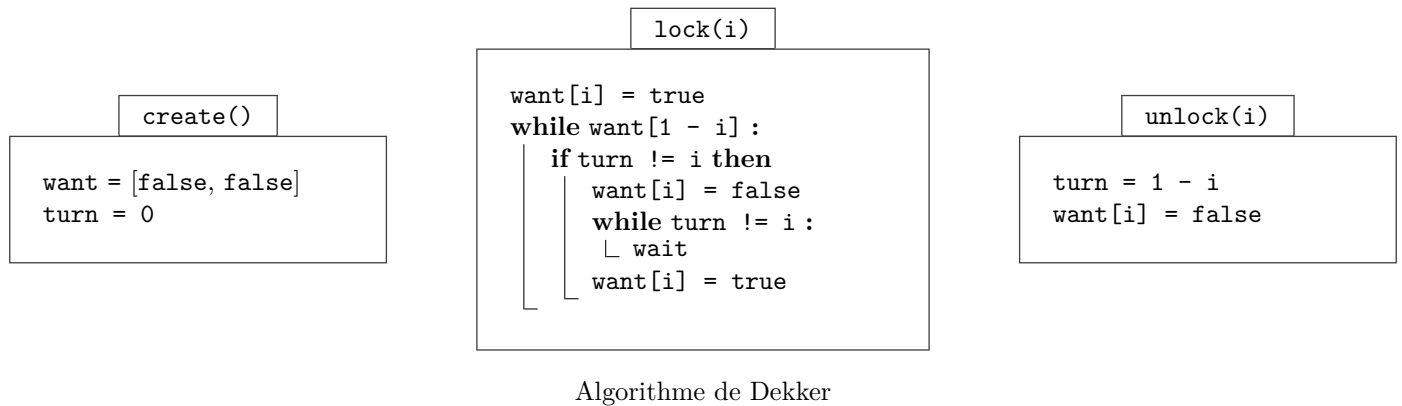 create()
want = [false, false]
turn = 0
lock(i)
want[i] = true
while want[1 - i] :
if turn != i then
want[i] = false
while turn != i :
wait
want[i] = true
unlock(i)
turn = 1 - i
want[i] = false
Algorithme de Dekker